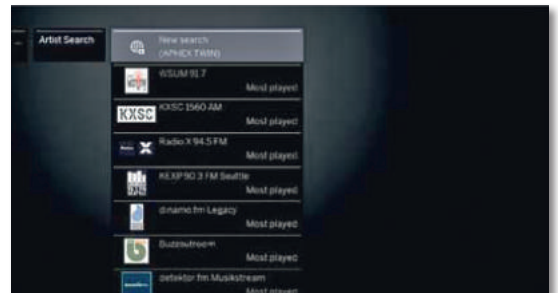 Artist Search
New search
(APHEX TWIN)
WSUM 91.7
Most played
KXSC
KXSC 1560 AM
Most played
X
Radio X 94.5 FM
Most played
KEXP 90.3 FM Seattle
Most played
dinamo.fm Legacy
Most played
Most played
detektor fm Musikstream
Most played